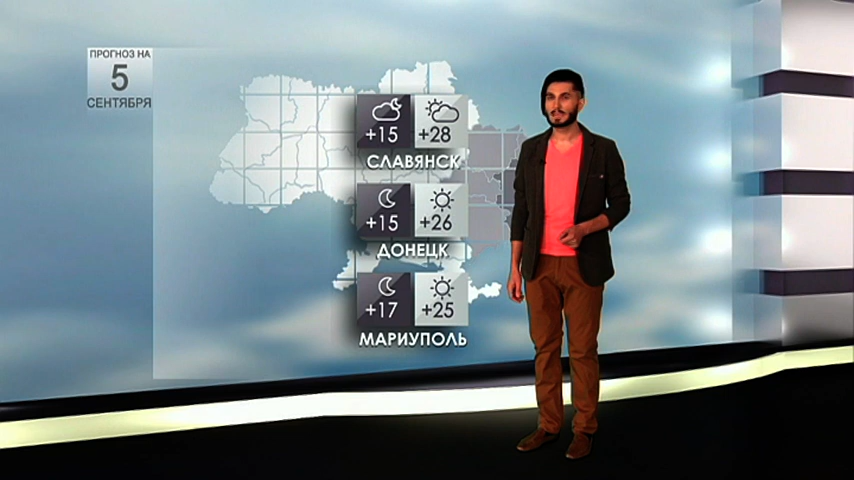 ПРОГНОЗ НА
5
СЕНТЯБРЯ
+15 +28
СЛАВЯНСК
+15 +26
ДОНЕЦК
+17 +25
МАРИУПОЛЬ